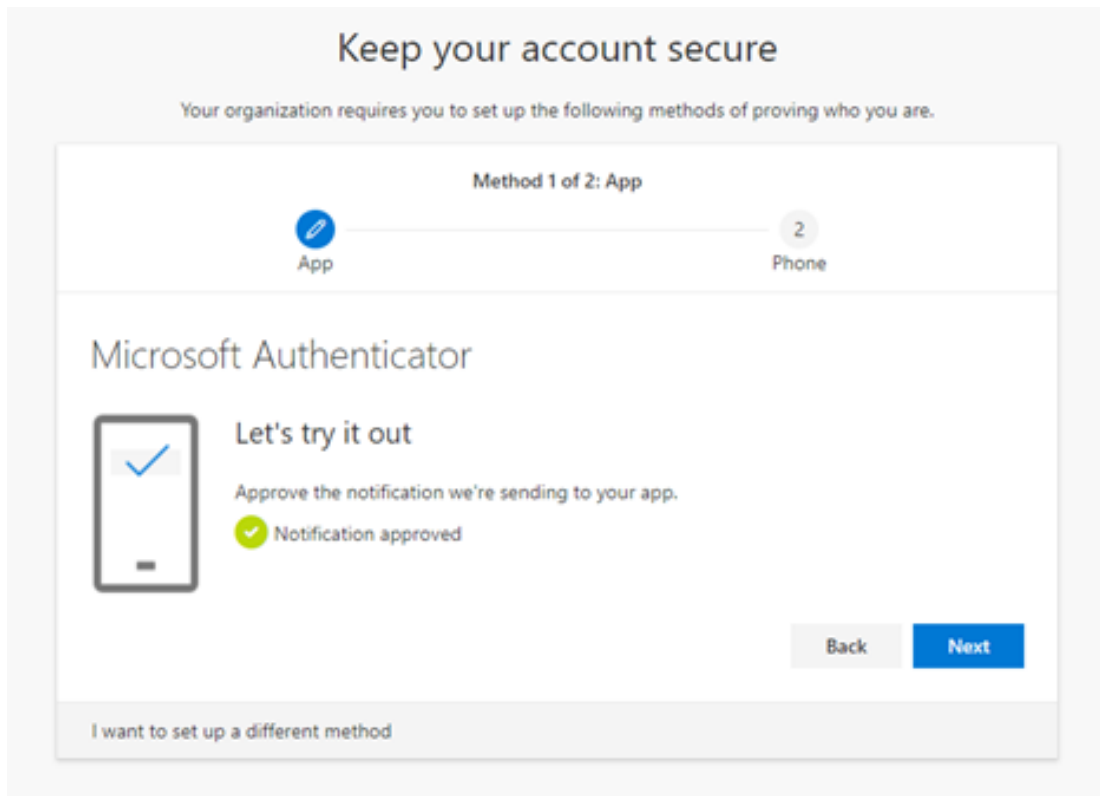 Keep your account secure
Your organization requires you to set up the following methods of proving who you are.
Method 1 of 2: App
2
App
Phone
Microsoft Authenticator
Let's try it out
Approve the notification we're sending to your app.
Notification approved
Back
Next
I want to set up a different method